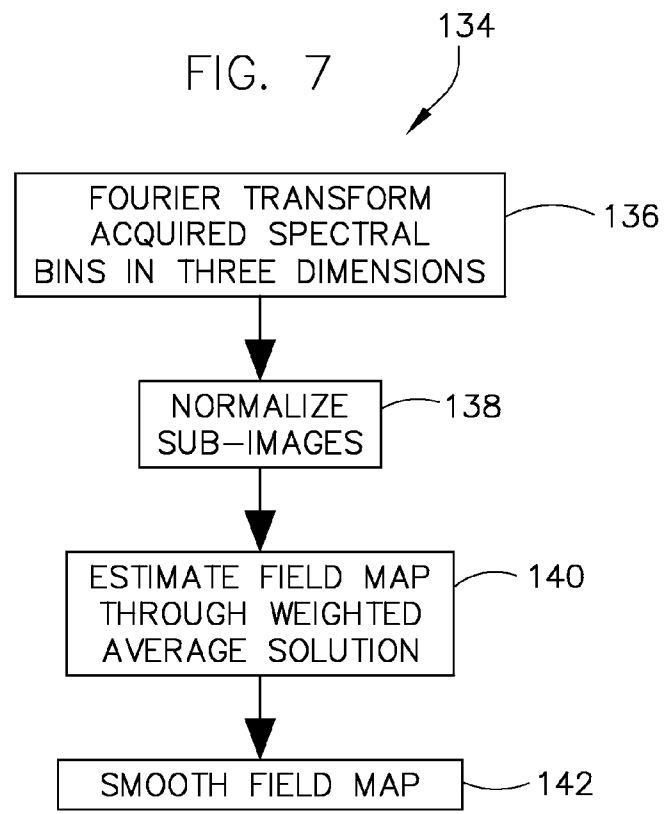 134
FIG. 7
FOURIER TRANSFORM
ACQUIRED SPECTRAL
BINS IN THREE DIMENSIONS
136
NORMALIZE
SUB-IMAGES
138
ESTIMATE FIELD MAP
THROUGH WEIGHTED
AVERAGE SOLUTION
140
SMOOTH FIELD MAP
142